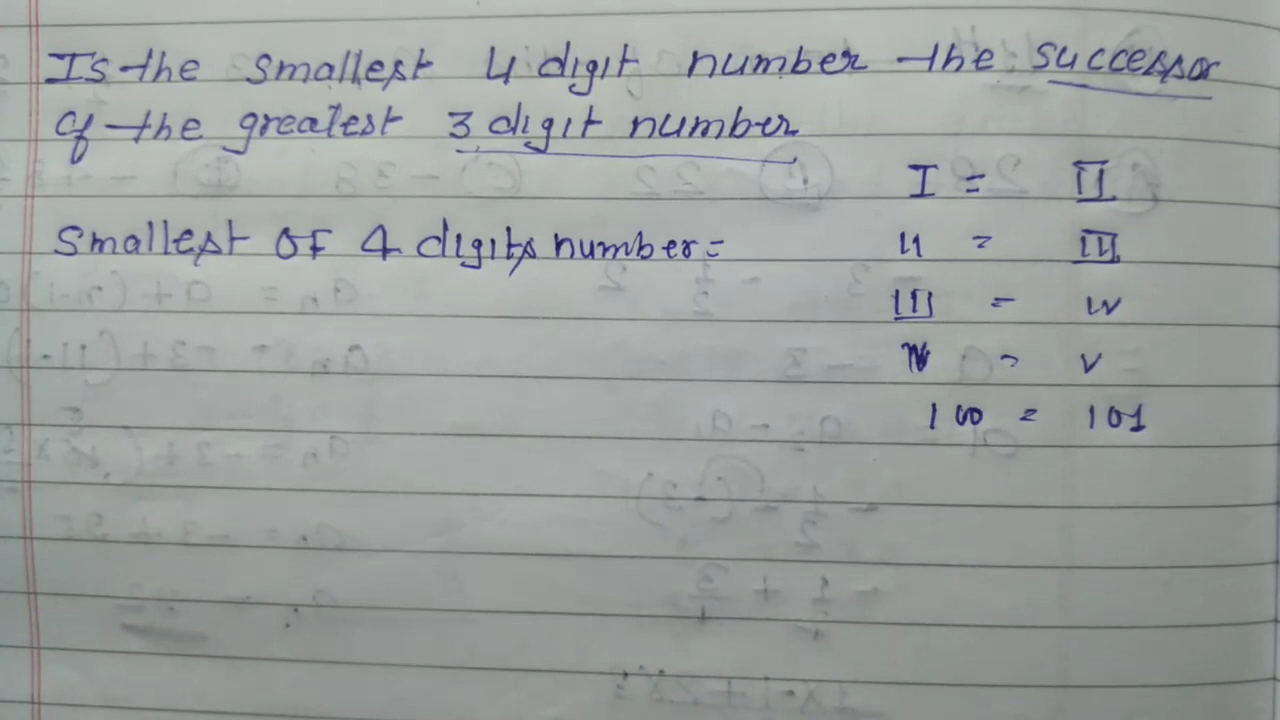 Is the smallest 4 digit number the successor
of the greatest 3 digit number
I = II
Smallest of 4 digits number =
II = III
III = IV
IV = V
100 = 101